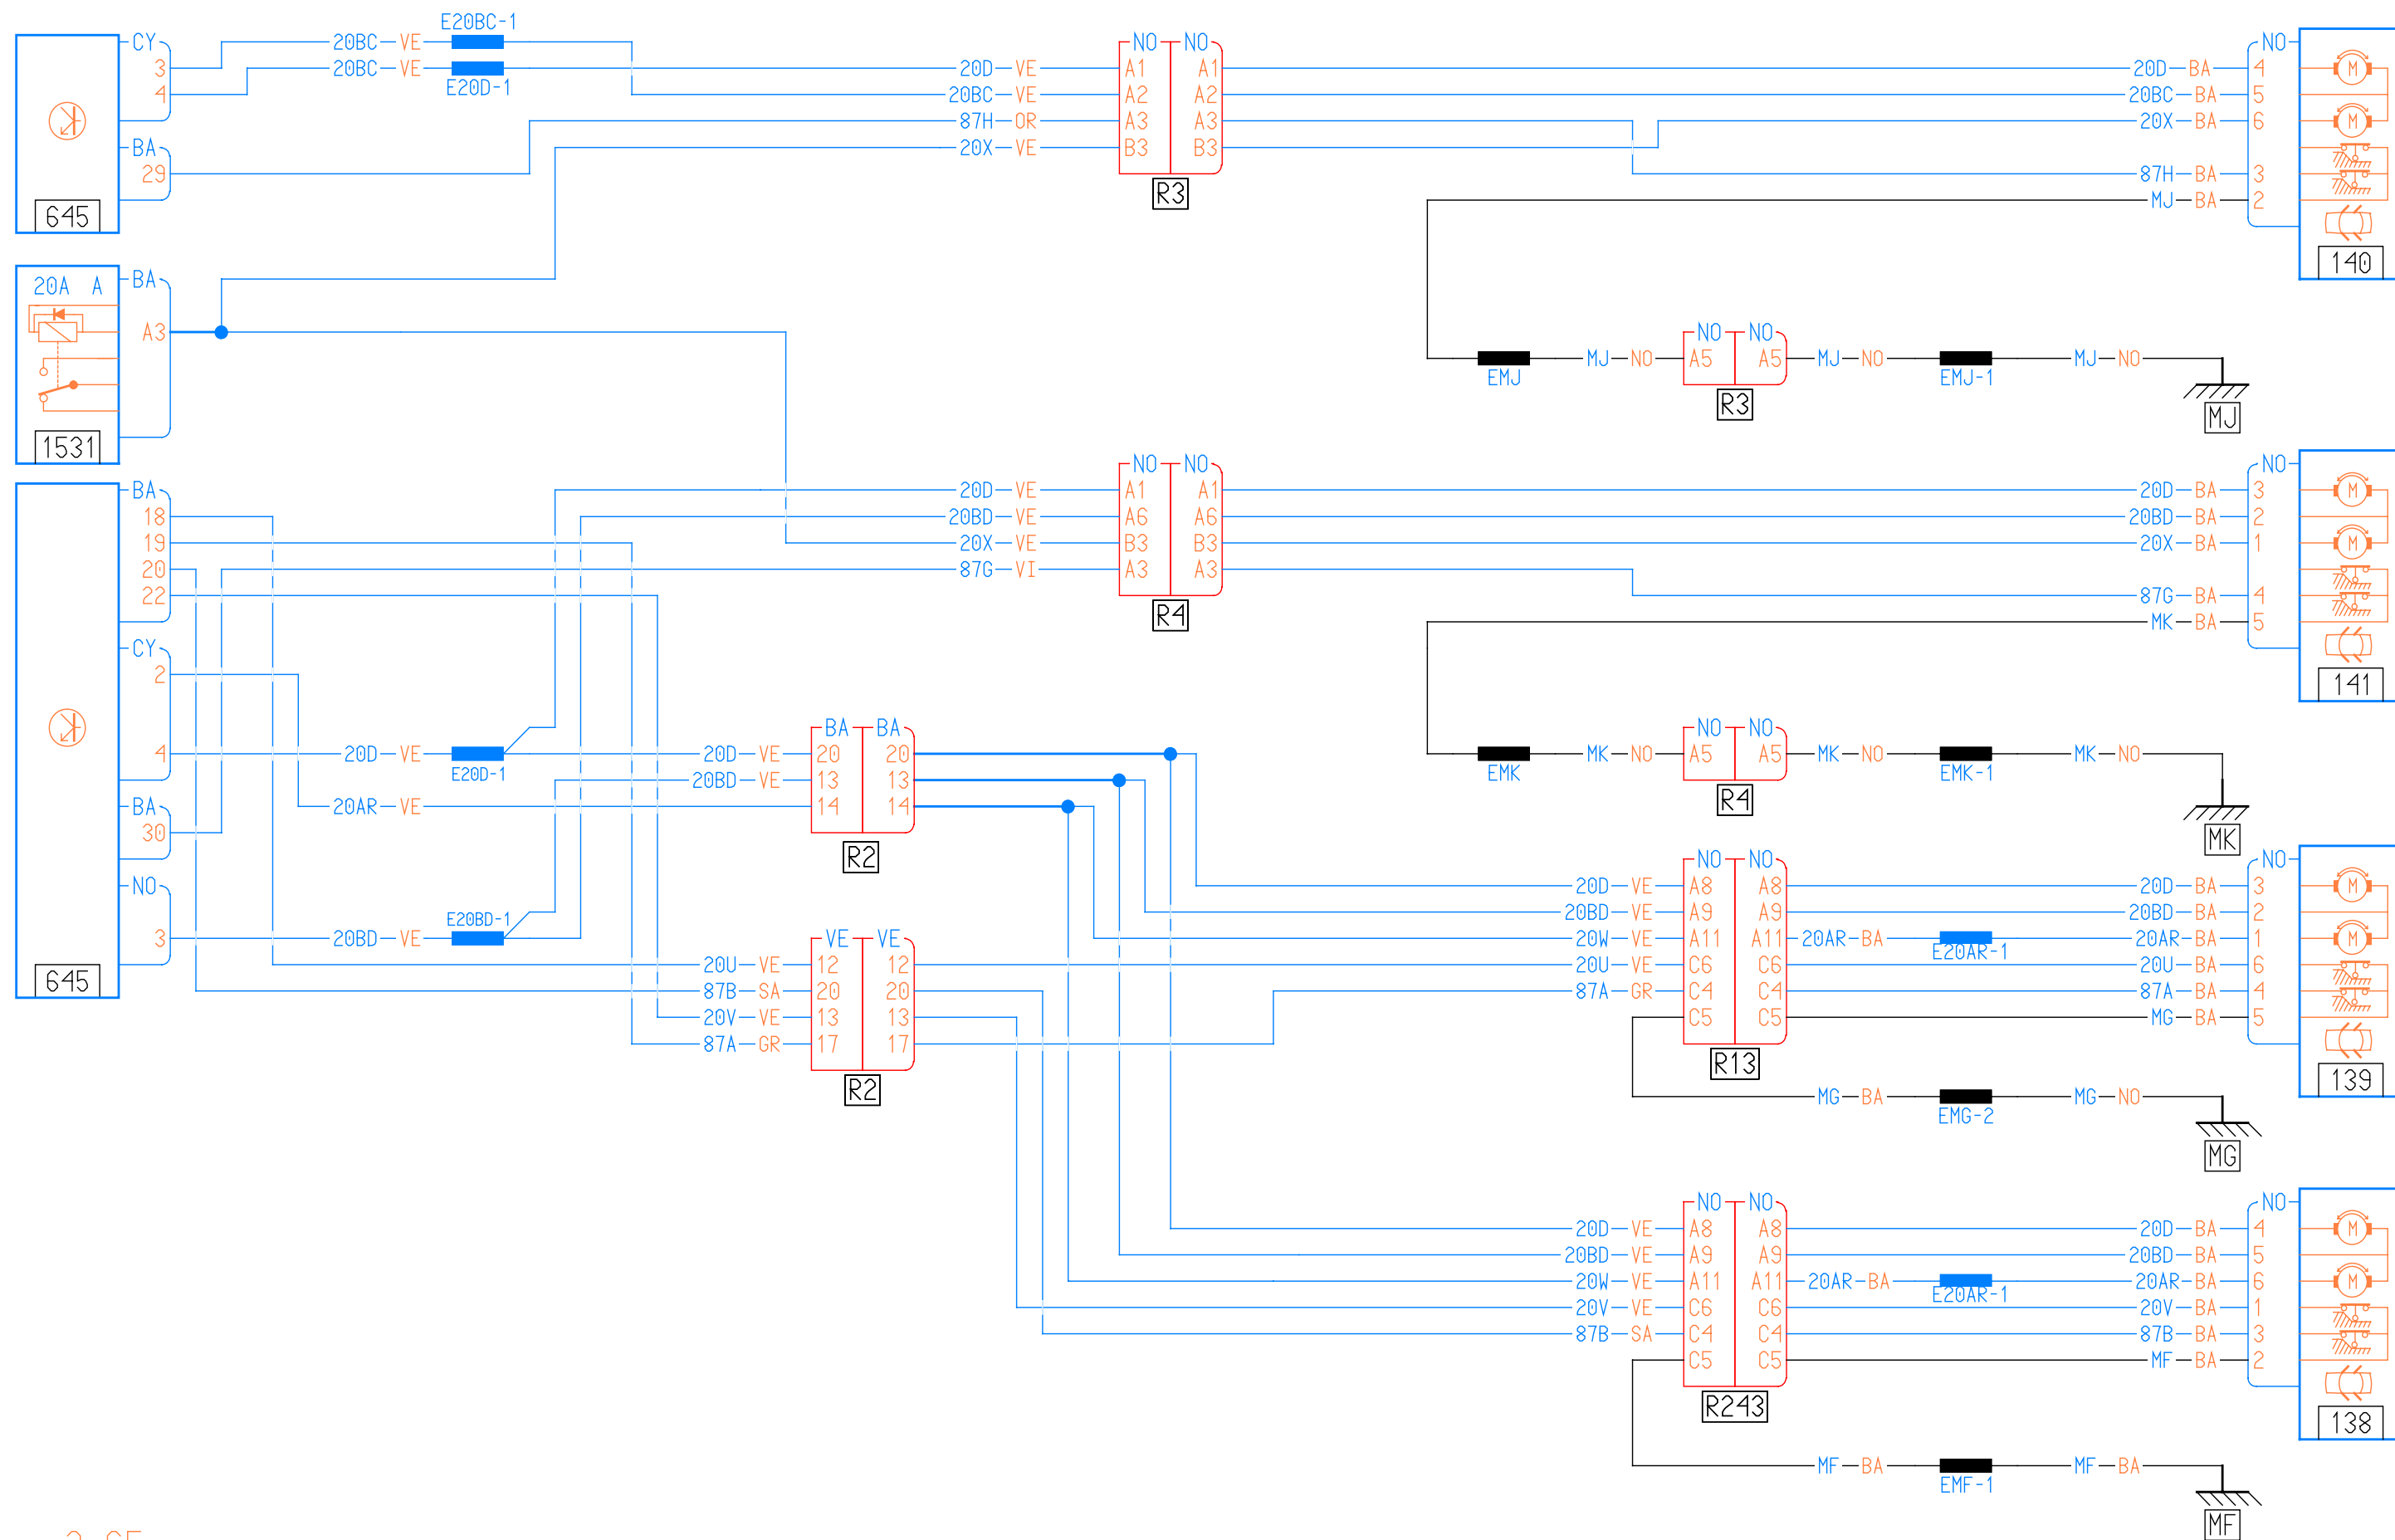 E20BC-1
CY 20BC VE NO NO NO
3 20BC VE 20D VE A1 A1 20D BA 4 M
4 E20D-1 20BC VE A2 A2 20BC BA 5
87H OR A3 A3 20X BA 6 M
BA 20X VE B3 B3
29 87H BA 3
R3 MJ BA 2
645
140
20A A BA
A3 NO NO
MJ NO A5 A5 MJ NO MJ NO
EMJ EMJ-1
R3 MJ
1531
NO NO NO
BA 20D VE A1 A1 20D BA 3 M
18 20BD VE A6 A6 20BD BA 2
19 20X VE B3 B3 20X BA 1 M
20 87G VI A3 A3
22 87G BA 4
R4 MK BA 5
CY
2
141
BA BA NO NO
4 20D VE 20D VE 20 20 MK NO A5 A5 MK NO MK NO
E20D-1 20BD VE 13 13 EMK EMK-1
BA 20AR VE 14 14 R4
30 MK
R2 NO NO NO
NO 20D VE A8 A8 20D BA 3 M
E20BD-1 20BD VE A9 A9 20BD BA 2
3 20BD VE VE VE 20W VE A11 A11 20AR BA 20AR BA 1 M
E20AR-1
20U VE 12 12 20U VE C6 C6 20U BA 6
645 87B SA 20 20 87A GR C4 C4 87A BA 4
20V VE 13 13 C5 C5 MG BA 5
87A GR 17 17
R13
139
R2 MG BA MG NO
EMG-2
MG
NO NO NO
20D VE A8 A8 20D BA 4 M
20BD VE A9 A9 20BD BA 5
20W VE A11 A11 20AR BA 20AR BA 6 M
E20AR-1
20V VE C6 C6 20V BA 1
87B SA C4 C4 87B BA 3
C5 C5 MF BA 2
R243
138
MF BA MF BA
EMF-1
MF